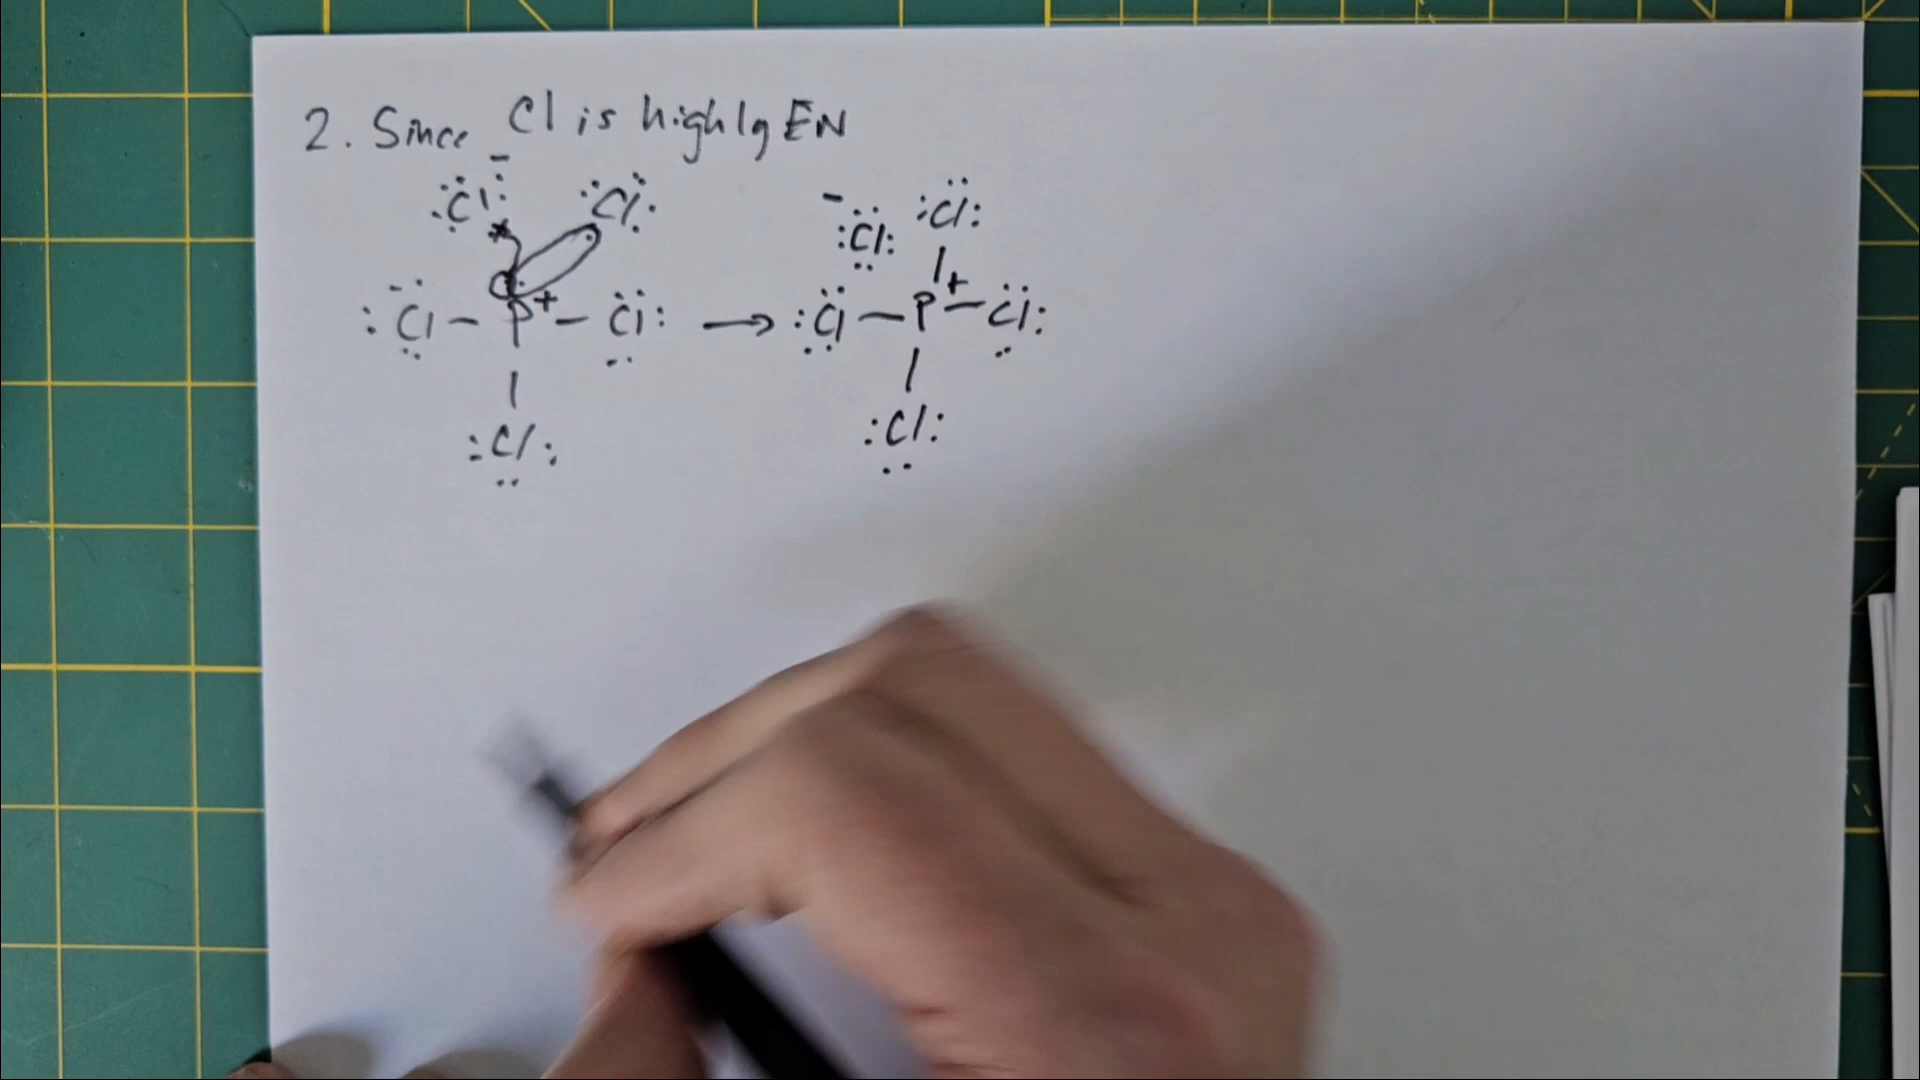 2. Since Cl is highly EN
- -
Cl Cl Cl Cl
Cl – P⁺ – Cl → Cl – P⁺ – Cl
Cl Cl